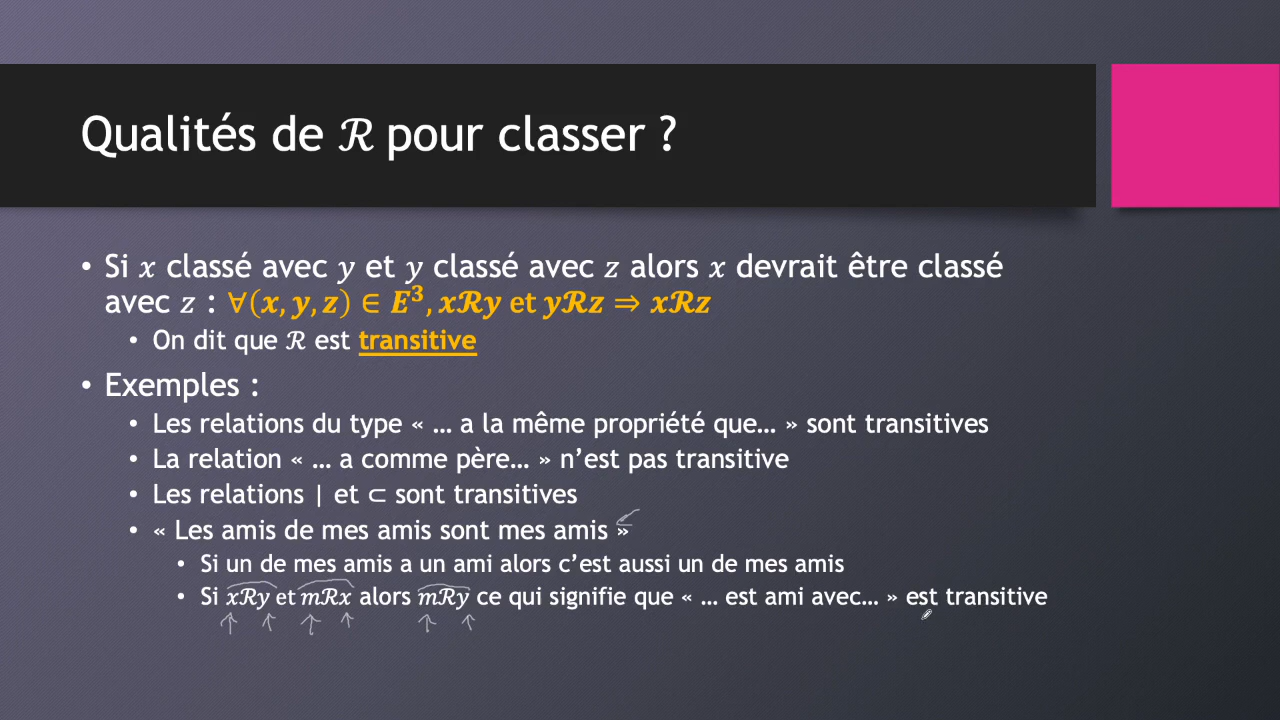 Qualités de ℛ pour classer ?
• Si x classé avec y et y classé avec z alors x devrait être classé
avec z : ∀(x, y, z) ∈ E³, xℛy et yℛz ⇒ xℛz
• On dit que ℛ est transitive
• Exemples :
• Les relations du type « … a la même propriété que… » sont transitives
• La relation « … a comme père… » n’est pas transitive
• Les relations | et ⊂ sont transitives
• « Les amis de mes amis sont mes amis »
• Si un de mes amis a un ami alors c’est aussi un de mes amis
• Si xℛy et mℛx alors mℛy ce qui signifie que « … est ami avec… » est transitive